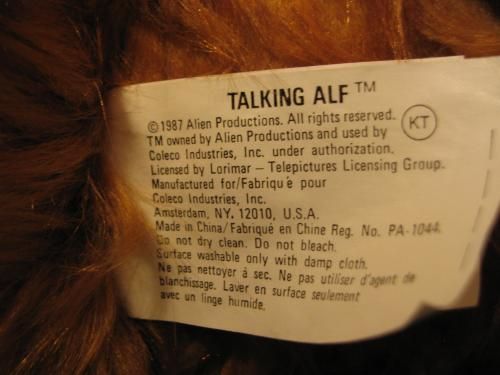 TALKING ALF™
© 1987 Alien Productions. All rights reserved.
KT
TM owned by Alien Productions and used by
Coleco Industries, Inc. under authorization.
Licensed by Lorimar – Telepictures Licensing Group.
Manufactured for/Fabriqué pour
Coleco Industries, Inc.
Amsterdam, NY, 12010, U.S.A.
Made in China/Fabriqué en Chine Reg. No. PA-1044.
Do not dry clean. Do not bleach.
Surface washable only with damp cloth.
Ne pas nettoyer à sec. Ne pas utiliser d'agent de
blanchissage. Laver en surface seulement
avec un linge humide.